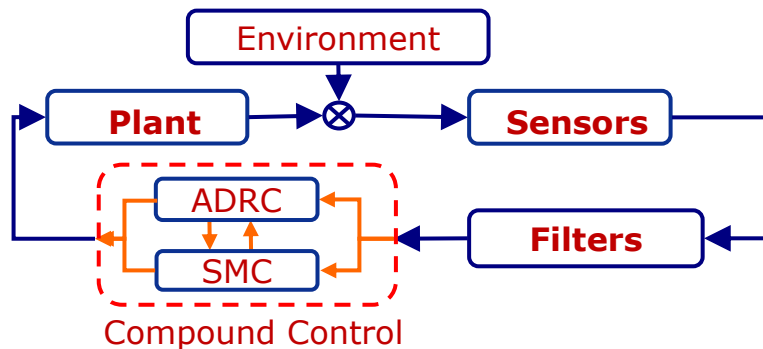 Environment
Plant
Sensors
ADRC
SMC
Filters
Compound Control